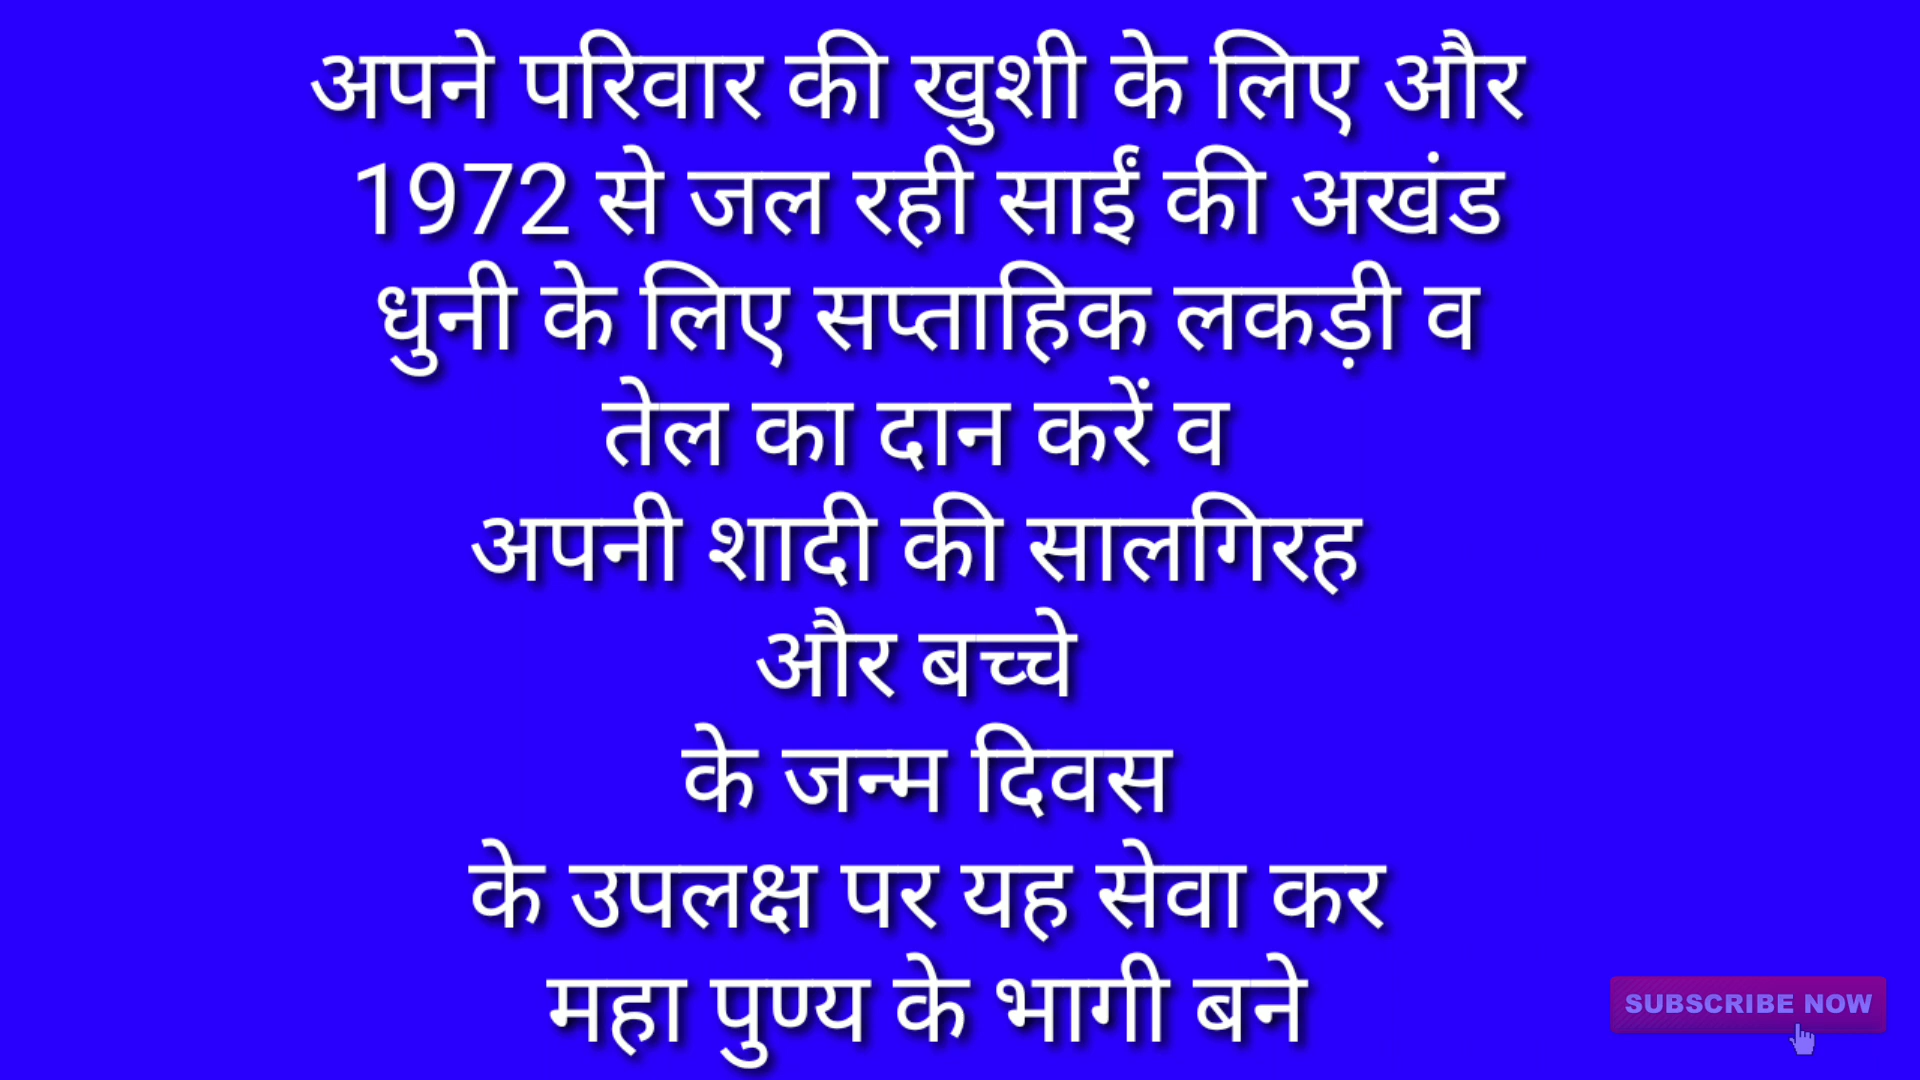 अपने परिवार की खुशी के लिए और
1972 से जल रही साईं की अखंड
धुनी के लिए सप्ताहिक लकड़ी व
तेल का दान करें व
अपनी शादी की सालगिरह
और बच्चे
के जन्म दिवस
के उपलक्ष पर यह सेवा कर
महा पुण्य के भागी बने
SUBSCRIBE NOW